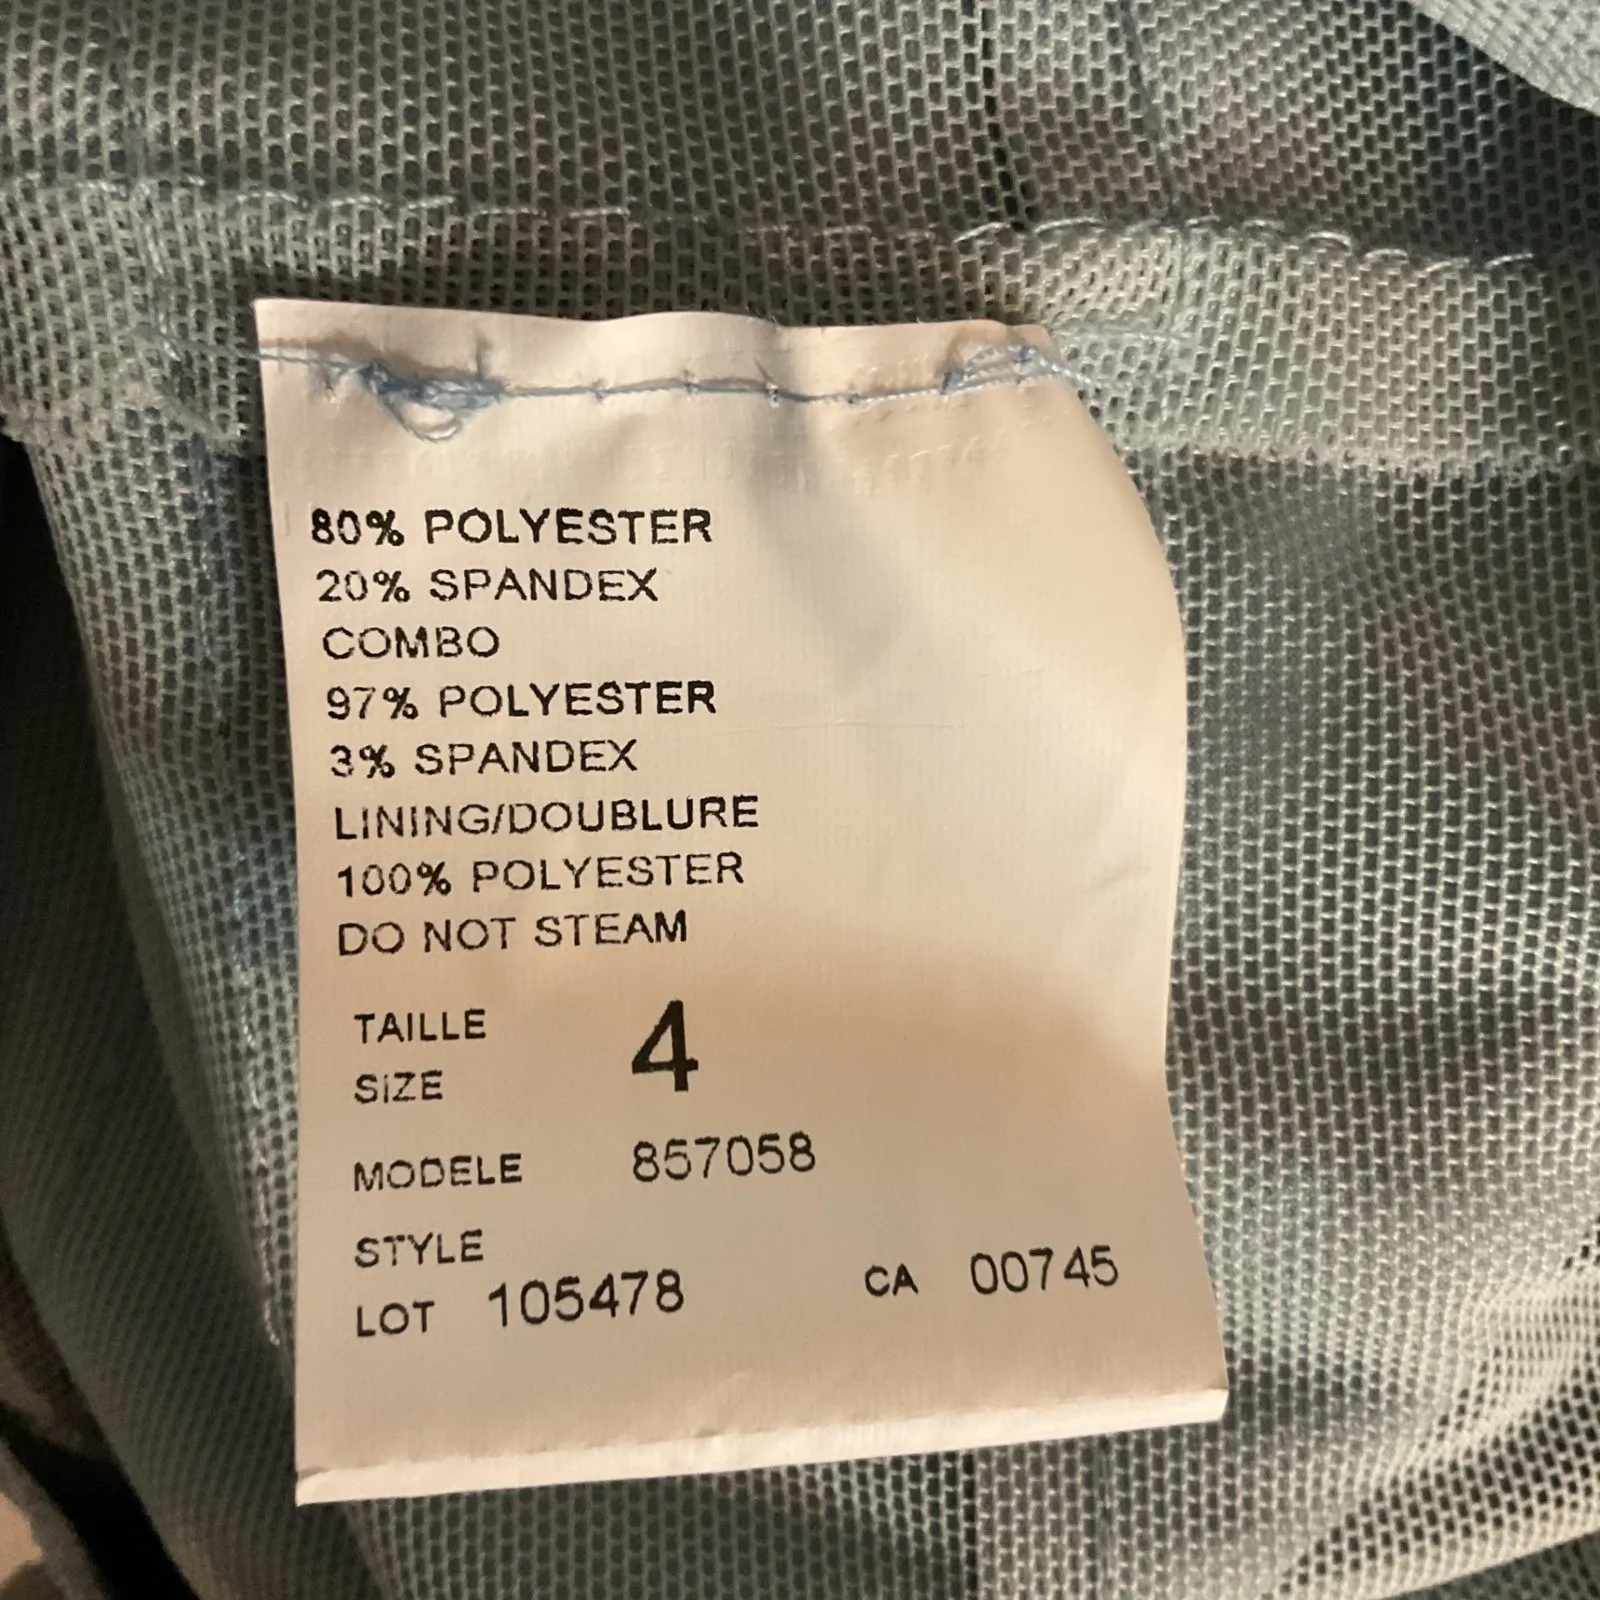 80% POLYESTER
20% SPANDEX
COMBO
97% POLYESTER
3% SPANDEX
LINING/DOUBLURE
100% POLYESTER
DO NOT STEAM
TAILLE
SIZE 4
MODELE 857058
STYLE
LOT 105478 CA 00745